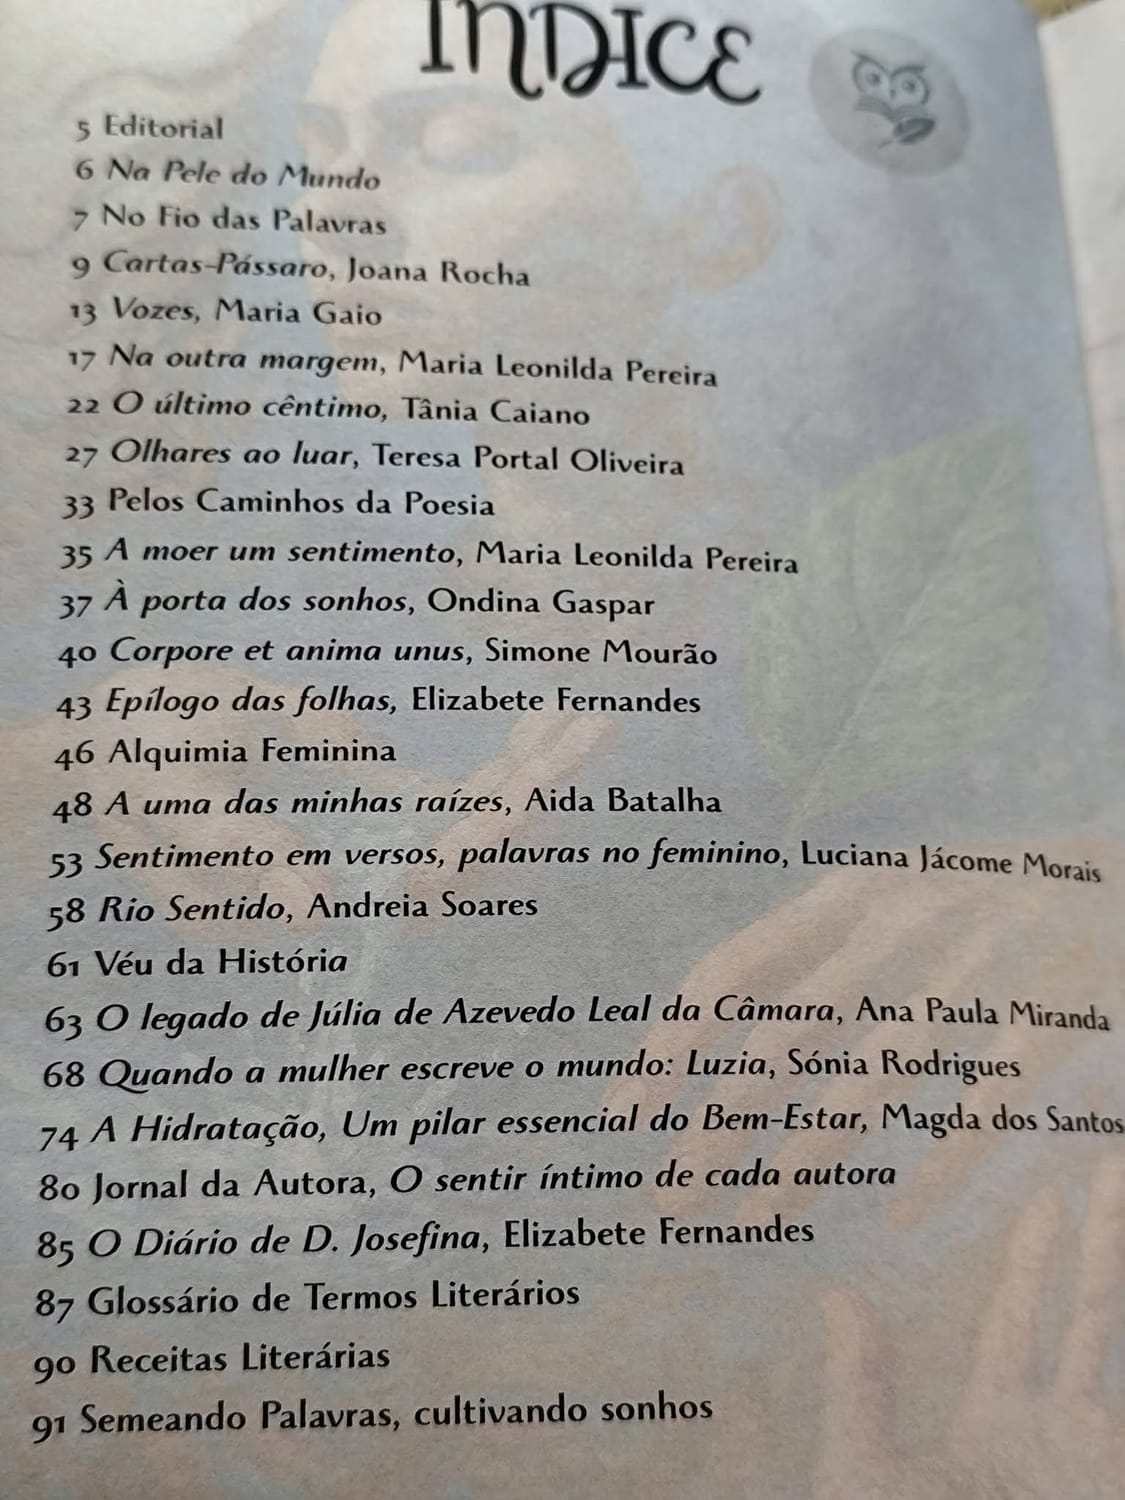 ÍNDICE
5 Editorial
6 Na Pele do Mundo
7 No Fio das Palavras
9 Cartas-Pássaro, Joana Rocha
13 Vozes, Maria Gaio
17 Na outra margem, Maria Leonilda Pereira
22 O último cêntimo, Tânia Caiano
27 Olhares ao luar, Teresa Portal Oliveira
33 Pelos Caminhos da Poesia
35 A moer um sentimento, Maria Leonilda Pereira
37 À porta dos sonhos, Ondina Gaspar
40 Corpore et anima unus, Simone Mourão
43 Epílogo das folhas, Elizabete Fernandes
46 Alquimia Feminina
48 A uma das minhas raízes, Aida Batalha
53 Sentimento em versos, palavras no feminino, Luciana Jácome Morais
58 Rio Sentido, Andreia Soares
61 Véu da História
63 O legado de Júlia de Azevedo Leal da Câmara, Ana Paula Miranda
68 Quando a mulher escreve o mundo: Luzia, Sónia Rodrigues
74 A Hidratação, Um pilar essencial do Bem-Estar, Magda dos Santos
80 Jornal da Autora, O sentir íntimo de cada autora
85 O Diário de D. Josefina, Elizabete Fernandes
87 Glossário de Termos Literários
90 Receitas Literárias
91 Semeando Palavras, cultivando sonhos